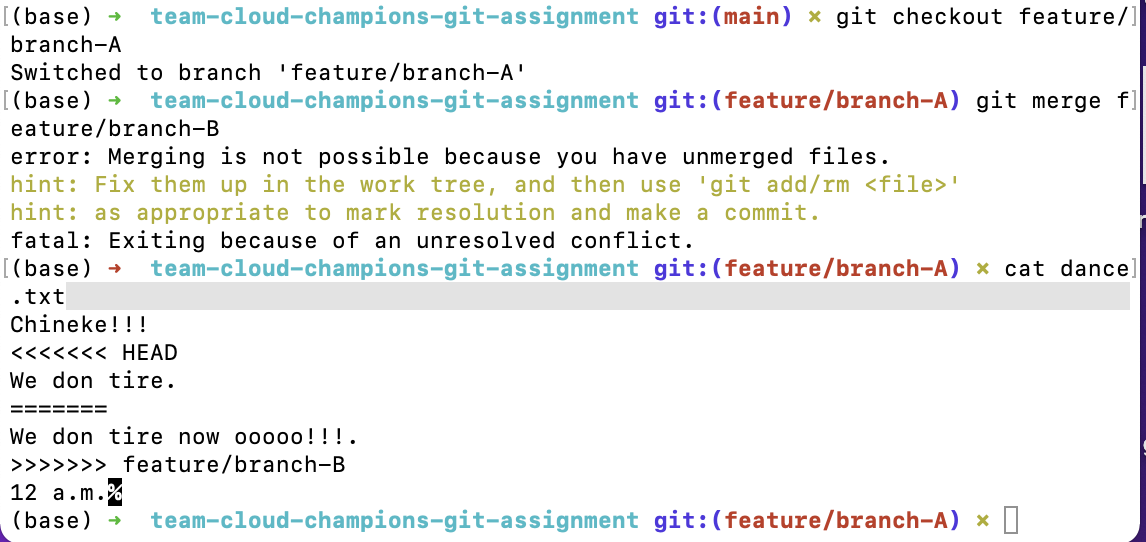 [(base) ➜  team-cloud-champions-git-assignment git:(main) ✗ git checkout feature/]
branch-A
Switched to branch 'feature/branch-A'
[(base) ➜  team-cloud-champions-git-assignment git:(feature/branch-A) git merge f]
eature/branch-B
error: Merging is not possible because you have unmerged files.
hint: Fix them up in the work tree, and then use 'git add/rm <file>'
hint: as appropriate to mark resolution and make a commit.
fatal: Exiting because of an unresolved conflict.
[(base) ➜  team-cloud-champions-git-assignment git:(feature/branch-A) ✗ cat dance]
.txt
Chineke!!!
<<<<<<< HEAD
We don tire.
=======
We don tire now ooooo!!!.
>>>>>>> feature/branch-B
12 a.m.%
(base) ➜  team-cloud-champions-git-assignment git:(feature/branch-A) ✗